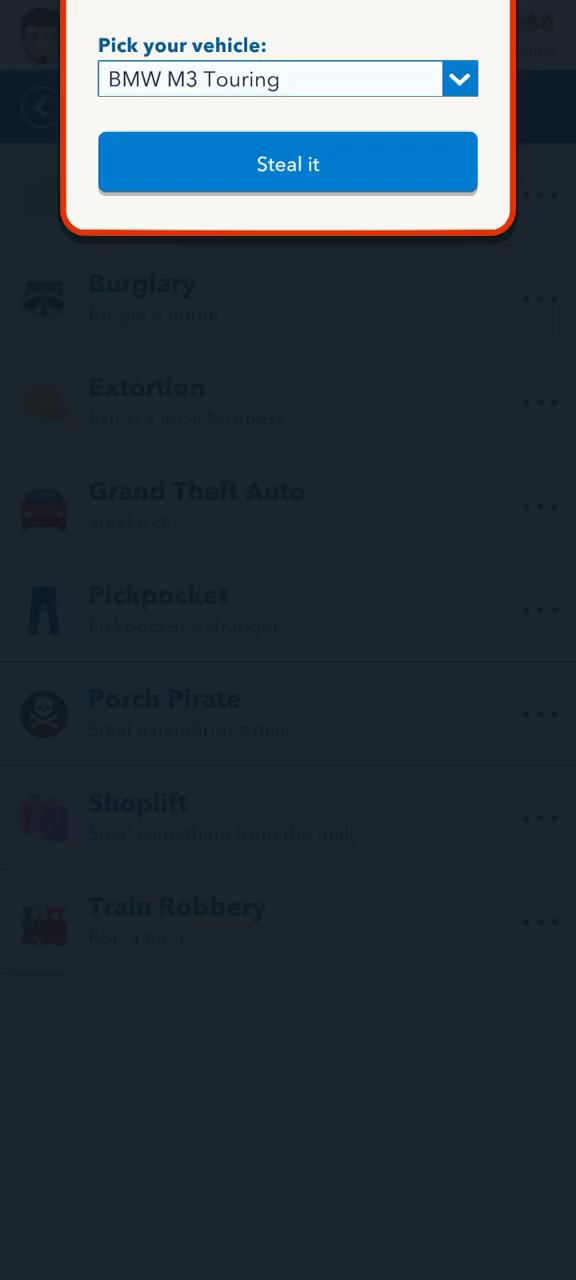 Pick your vehicle:
BMW M3 Touring
Steal it
Burglary
Burgle a home
Extortion
Extort a local business
Grand Theft Auto
Steal a car
Pickpocket
Pickpocket a stranger
Porch Pirate
Steal a neighbor's mail
Shoplift
Steal something from the mall
Train Robbery
Rob a train